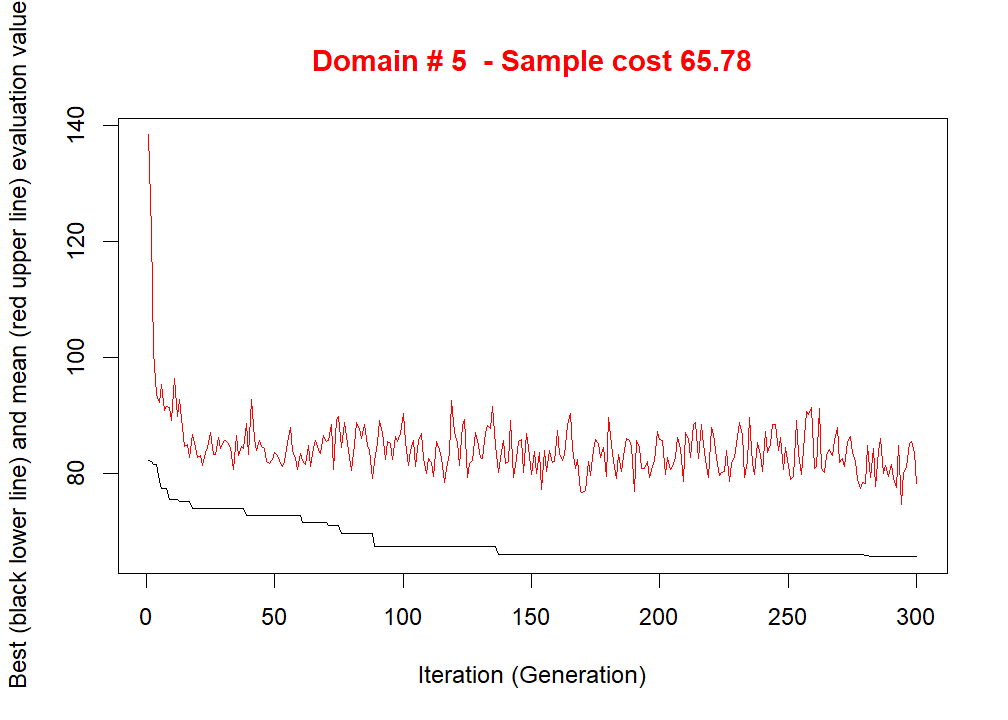 Domain # 5  - Sample cost 65.78
Best (black lower line) and mean (red upper line) evaluation value
140
120
100
80
0 50 100 150 200 250 300
Iteration (Generation)